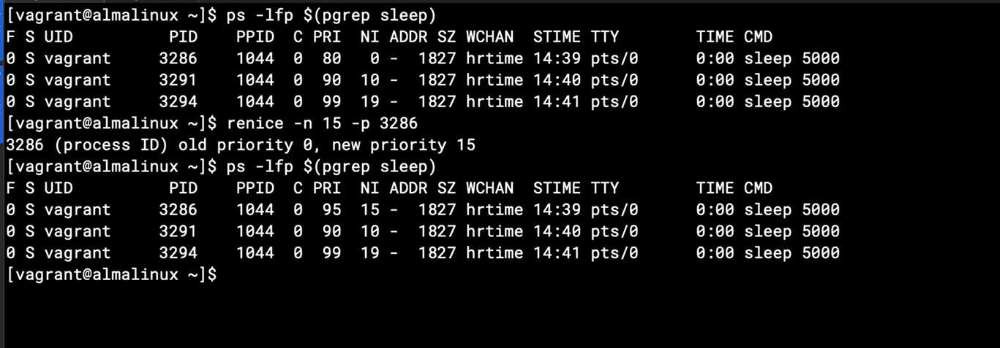 [vagrant@almalinux ~]$ ps -lfp $(pgrep sleep)
F S UID        PID    PPID  C PRI  NI ADDR SZ WCHAN  STIME TTY        TIME CMD
0 S vagrant     3286    1044  0  80   0 -  1827 hrtime 14:39 pts/0      0:00 sleep 5000
0 S vagrant     3291    1044  0  90  10 -  1827 hrtime 14:40 pts/0      0:00 sleep 5000
0 S vagrant     3294    1044  0  99  19 -  1827 hrtime 14:41 pts/0      0:00 sleep 5000
[vagrant@almalinux ~]$ renice -n 15 -p 3286
3286 (process ID) old priority 0, new priority 15
[vagrant@almalinux ~]$ ps -lfp $(pgrep sleep)
F S UID        PID    PPID  C PRI  NI ADDR SZ WCHAN  STIME TTY        TIME CMD
0 S vagrant     3286    1044  0  95  15 -  1827 hrtime 14:39 pts/0      0:00 sleep 5000
0 S vagrant     3291    1044  0  90  10 -  1827 hrtime 14:40 pts/0      0:00 sleep 5000
0 S vagrant     3294    1044  0  99  19 -  1827 hrtime 14:41 pts/0      0:00 sleep 5000
[vagrant@almalinux ~]$